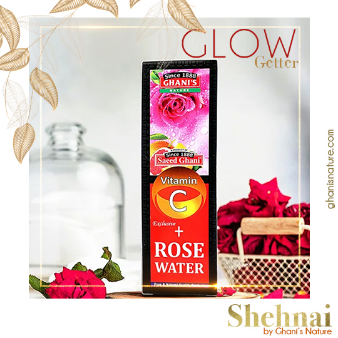 GLOW
Getter
Since 1888
GHANI'S
NATURE
Since 1888
Saeed Ghani
Vitamin
C
+
ROSE
WATER
ghanisnature.com
Shehnai
by Ghani's Nature